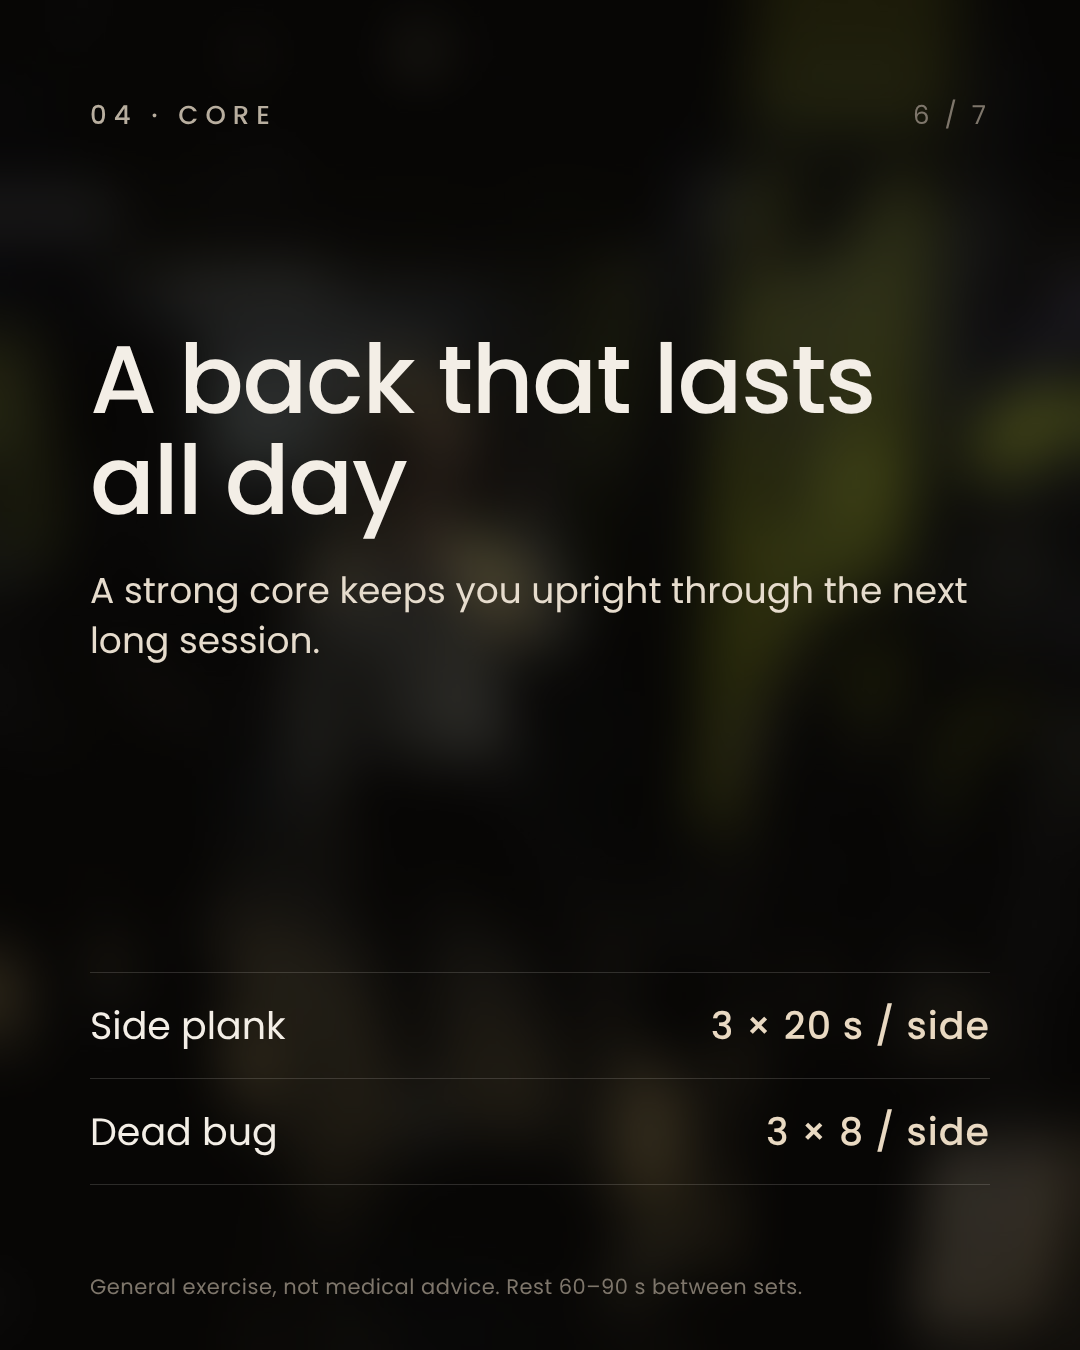 04 · CORE
6 / 7
A back that lasts
all day
A strong core keeps you upright through the next
long session.
Side plank
3 × 20 s / side
Dead bug
3 × 8 / side
General exercise, not medical advice. Rest 60–90 s between sets.